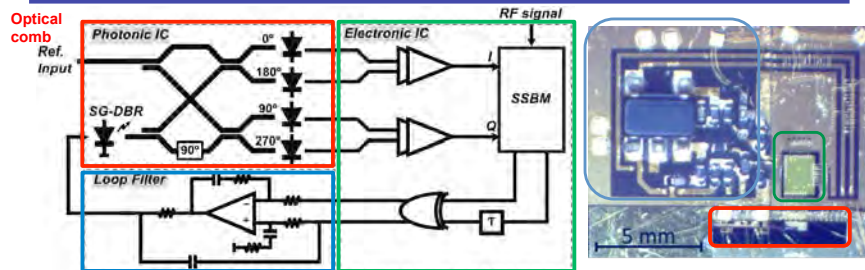 RF signal
Optical
comb
Photonic IC
0°
Electronic IC
Ref.
Input
I
180°
SSBM
SG-DBR
90°
Q
90°
270°
Loop Filter
-
+
T
5 mm